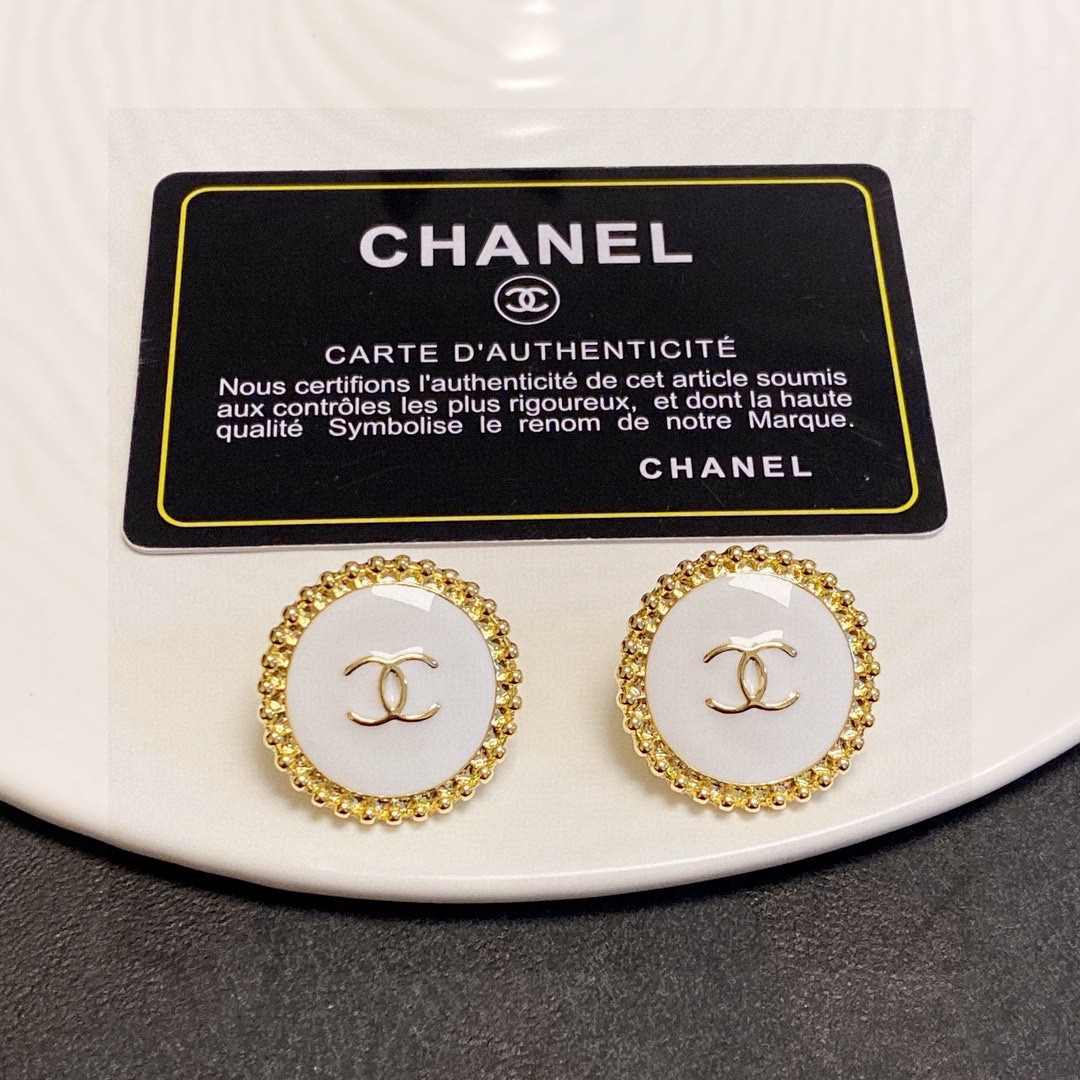 CHANEL
CARTE D'AUTHENTICITÉ
Nous certifions l'authenticité de cet article soumis
aux contrôles les plus rigoureux, et dont la haute
qualité Symbolise le renom de notre Marque.
CHANEL